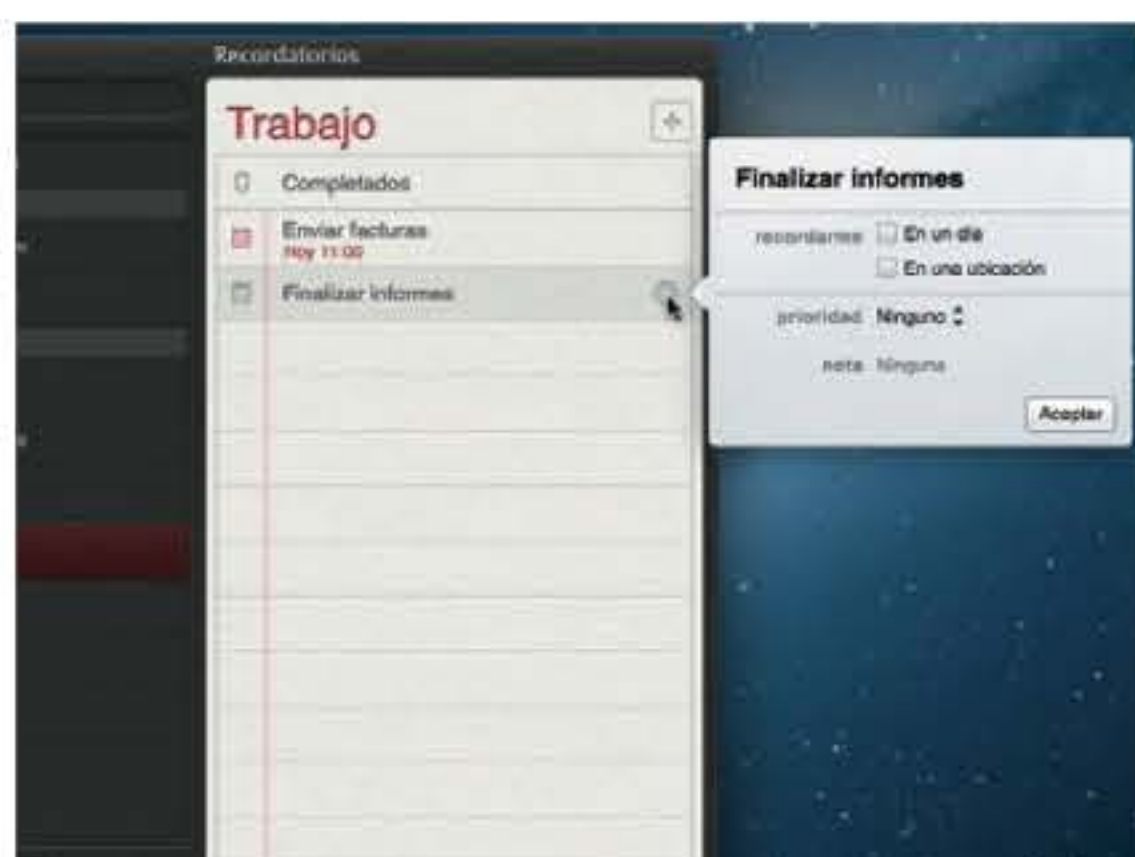 Recordatorios
Trabajo
+
0 Completados
Enviar facturas
Hoy 11:00
Finalizar informes
Finalizar informes
recordarme En un día
En una ubicación
prioridad Ninguno
nota Ninguna
Aceptar